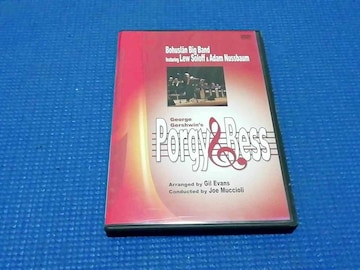 Bohuslän Big Band
featuring Lew Soloff & Adam Nussbaum
George
Gershwin's
Porgy & Bess
Arranged by Gil Evans
Conducted by Joe Muccioli